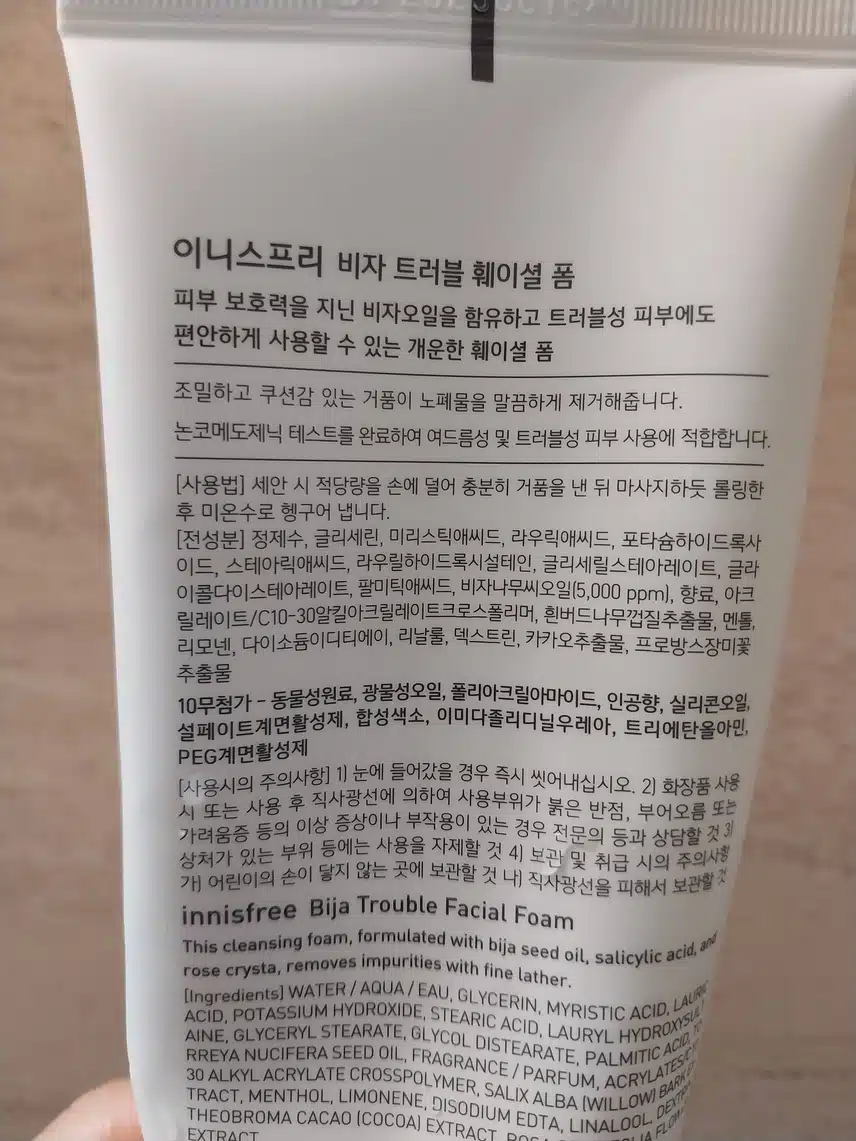 이니스프리 비자 트러블 훼이셜 폼
피부 보호력을 지닌 비자오일을 함유하고 트러블성 피부에도
편안하게 사용할 수 있는 개운한 훼이셜 폼
조밀하고 쿠션감 있는 거품이 노폐물을 말끔하게 제거해줍니다.
논코메도제닉 테스트를 완료하여 여드름성 및 트러블성 피부 사용에 적합합니다.
[사용법] 세안 시 적당량을 손에 덜어 충분히 거품을 낸 뒤 마사지하듯 롤링한
후 미온수로 헹구어 냅니다.
[전성분] 정제수, 글리세린, 미리스틱애씨드, 라우릭애씨드, 포타슘하이드록사
이드, 스테아릭애씨드, 라우릴하이드록시설테인, 글리세릴스테아레이트, 글라
이콜다이스테아레이트, 팔미틱애씨드, 비자나무씨오일(5,000 ppm), 향료, 아크
릴레이트/C10-30알킬아크릴레이트크로스폴리머, 흰버드나무껍질추출물, 멘톨,
리모넨, 다이소듐이디티에이, 리날룰, 덱스트린, 카카오추출물, 프로방스장미꽃
추출물
10무첨가 - 동물성원료, 광물성오일, 폴리아크릴아마이드, 인공향, 실리콘오일,
설페이트계면활성제, 합성색소, 이미다졸리디닐우레아, 트리에탄올아민,
PEG계면활성제
[사용시의 주의사항] 1) 눈에 들어갔을 경우 즉시 씻어내십시오. 2) 화장품 사용
시 또는 사용 후 직사광선에 의하여 사용부위가 붉은 반점, 부어오름 또는
가려움증 등의 이상 증상이나 부작용이 있는 경우 전문의 등과 상담할 것 3)
상처가 있는 부위 등에는 사용을 자제할 것 4) 보관 및 취급 시의 주의사항
가) 어린이의 손이 닿지 않는 곳에 보관할 것 나) 직사광선을 피해서 보관할 것
innisfree Bija Trouble Facial Foam
This cleansing foam, formulated with bija seed oil, salicylic acid, and
rose crysta, removes impurities with fine lather.
[Ingredients] WATER / AQUA / EAU, GLYCERIN, MYRISTIC ACID, LAURIC
ACID, POTASSIUM HYDROXIDE, STEARIC ACID, LAURYL HYDROXYSULT
AINE, GLYCERYL STEARATE, GLYCOL DISTEARATE, PALMITIC ACID, TO
RREYA NUCIFERA SEED OIL, FRAGRANCE / PARFUM, ACRYLATES/C10-
30 ALKYL ACRYLATE CROSSPOLYMER, SALIX ALBA (WILLOW) BARK EX
TRACT, MENTHOL, LIMONENE, DISODIUM EDTA, LINALOOL, DEXTRIN,
THEOBROMA CACAO (COCOA) EXTRACT, ROSA
EXTRACT